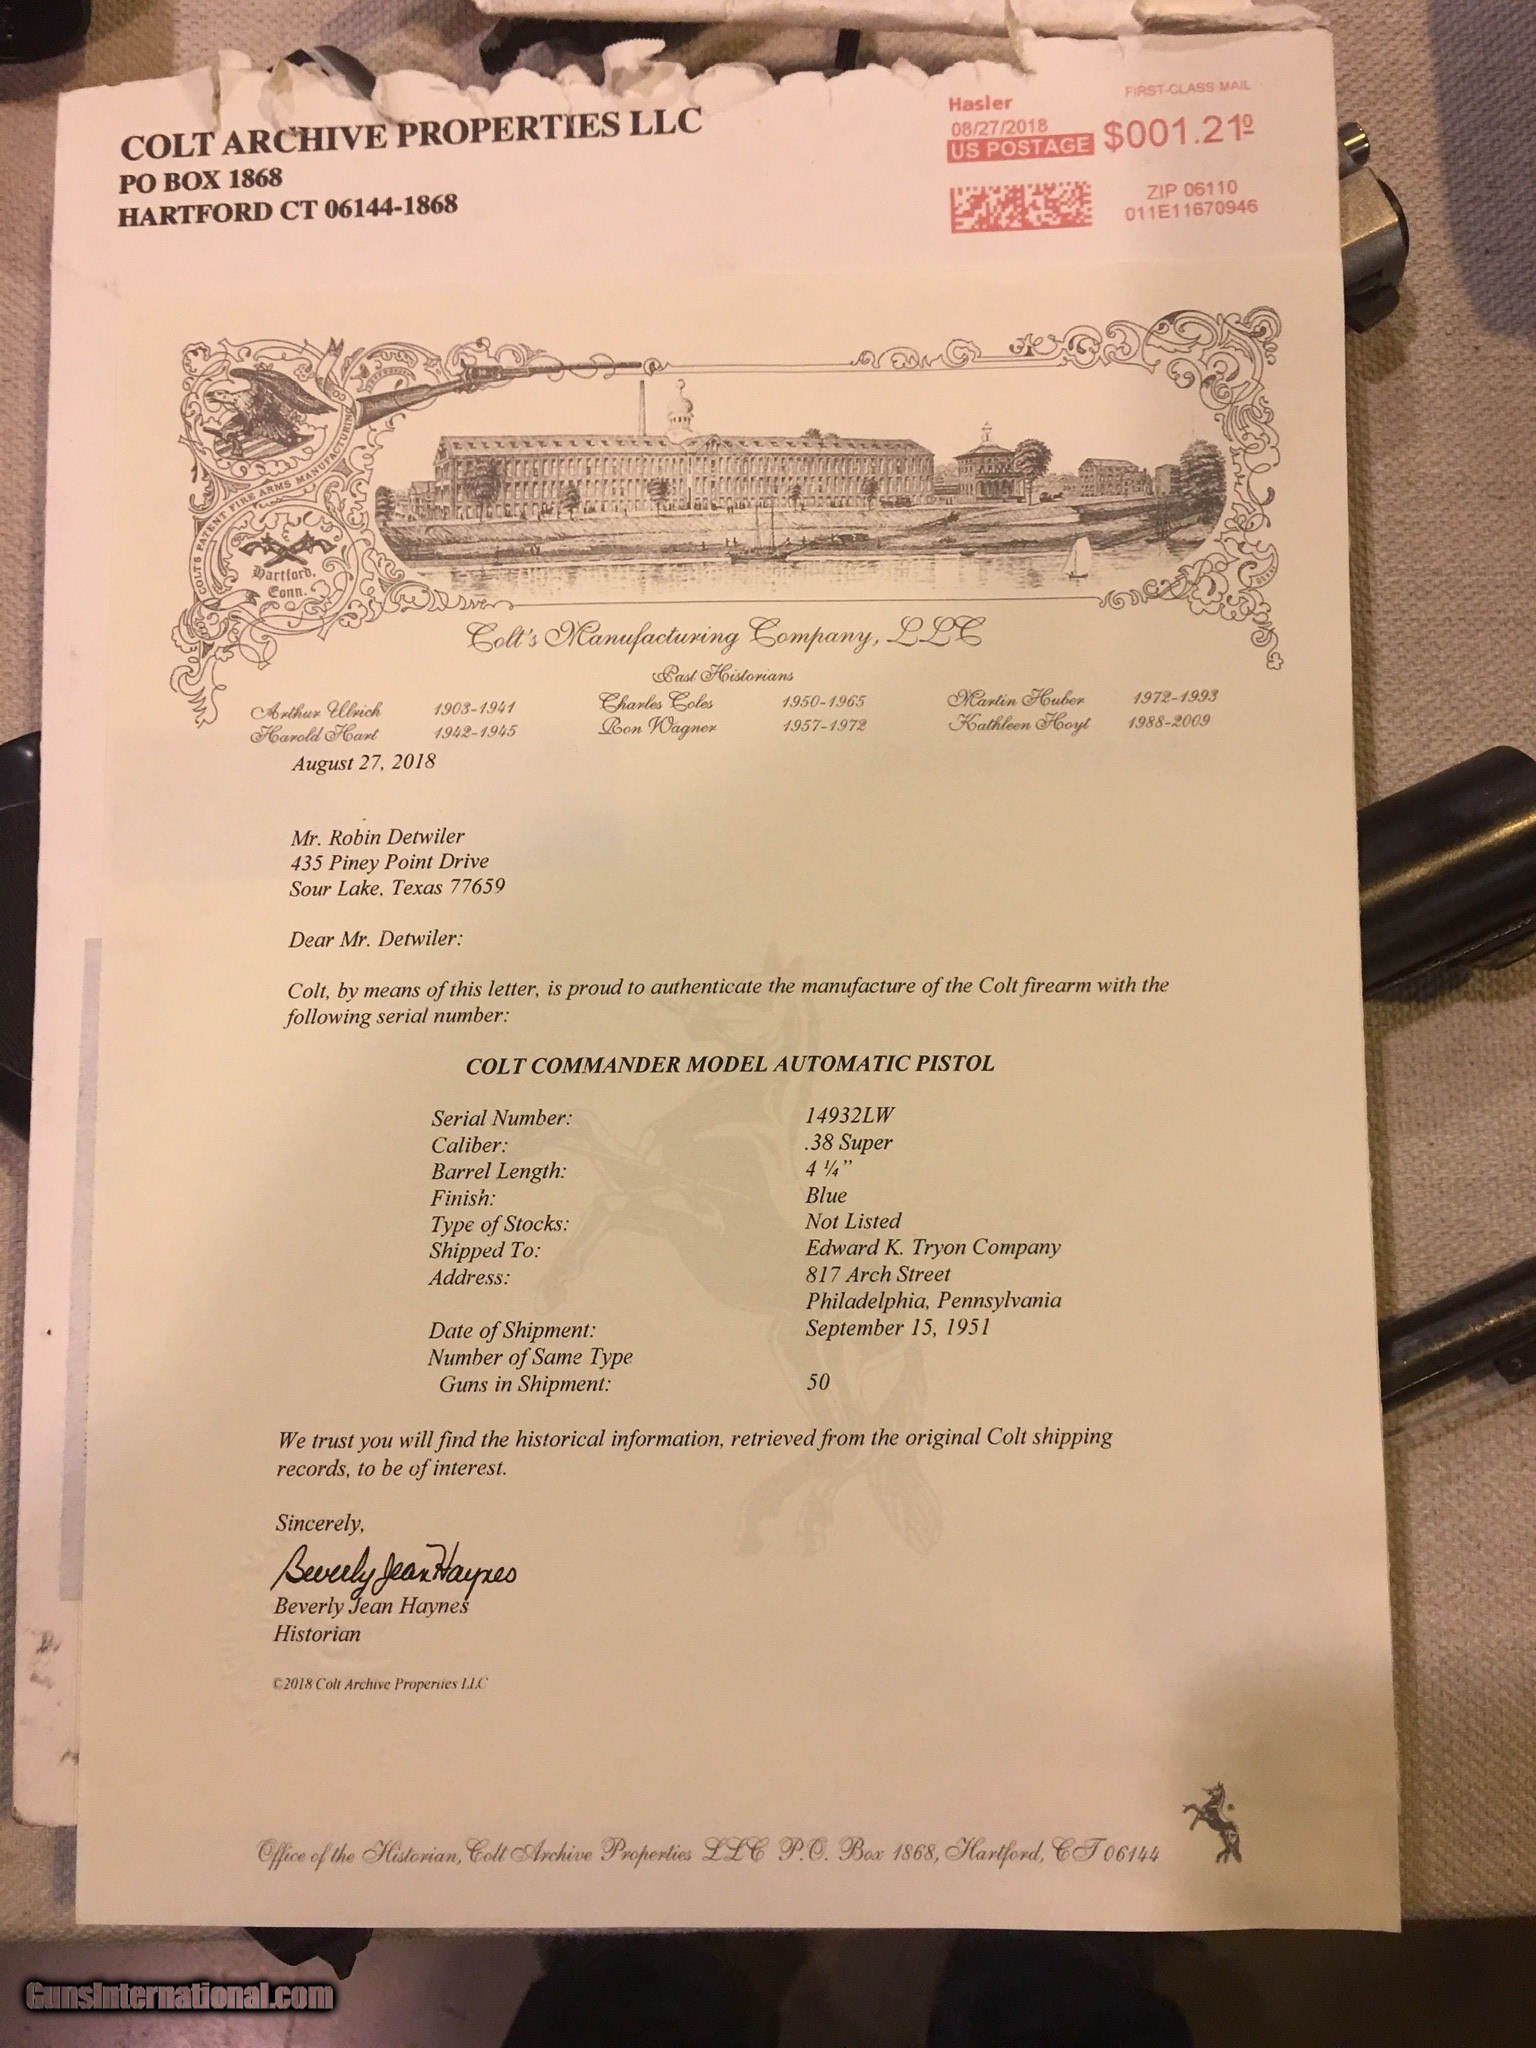 COLT ARCHIVE PROPERTIES LLC
PO BOX 1868
HARTFORD CT 06144-1868
Hasler
FIRST-CLASS MAIL
08/27/2018
US POSTAGE $001.21⁰
ZIP 06110
011E11670946
COLT'S PATENT FIRE ARMS MANUFACTURING
Hartford,
Conn.
Colt's Manufacturing Company, LLC
Past Historians
Arthur Ulrich 1903-1941 Charles Coles 1950-1965 Martin Huber 1972-1993
Harold Hart 1942-1945 Ron Wagner 1957-1972 Kathleen Hoyt 1988-2009
August 27, 2018
Mr. Robin Detwiler
435 Piney Point Drive
Sour Lake, Texas 77659
Dear Mr. Detwiler:
Colt, by means of this letter, is proud to authenticate the manufacture of the Colt firearm with the
following serial number:
COLT COMMANDER MODEL AUTOMATIC PISTOL
Serial Number: 14932LW
Caliber: .38 Super
Barrel Length: 4 ¼”
Finish: Blue
Type of Stocks: Not Listed
Shipped To: Edward K. Tryon Company
Address: 817 Arch Street
Philadelphia, Pennsylvania
Date of Shipment: September 15, 1951
Number of Same Type
Guns in Shipment: 50
We trust you will find the historical information, retrieved from the original Colt shipping
records, to be of interest.
Sincerely,
Beverly Jean Haynes
Beverly Jean Haynes
Historian
©2018 Colt Archive Properties LLC
Office of the Historian, Colt Archive Properties LLC P.O. Box 1868, Hartford, CT 06144
GunsInternational.com